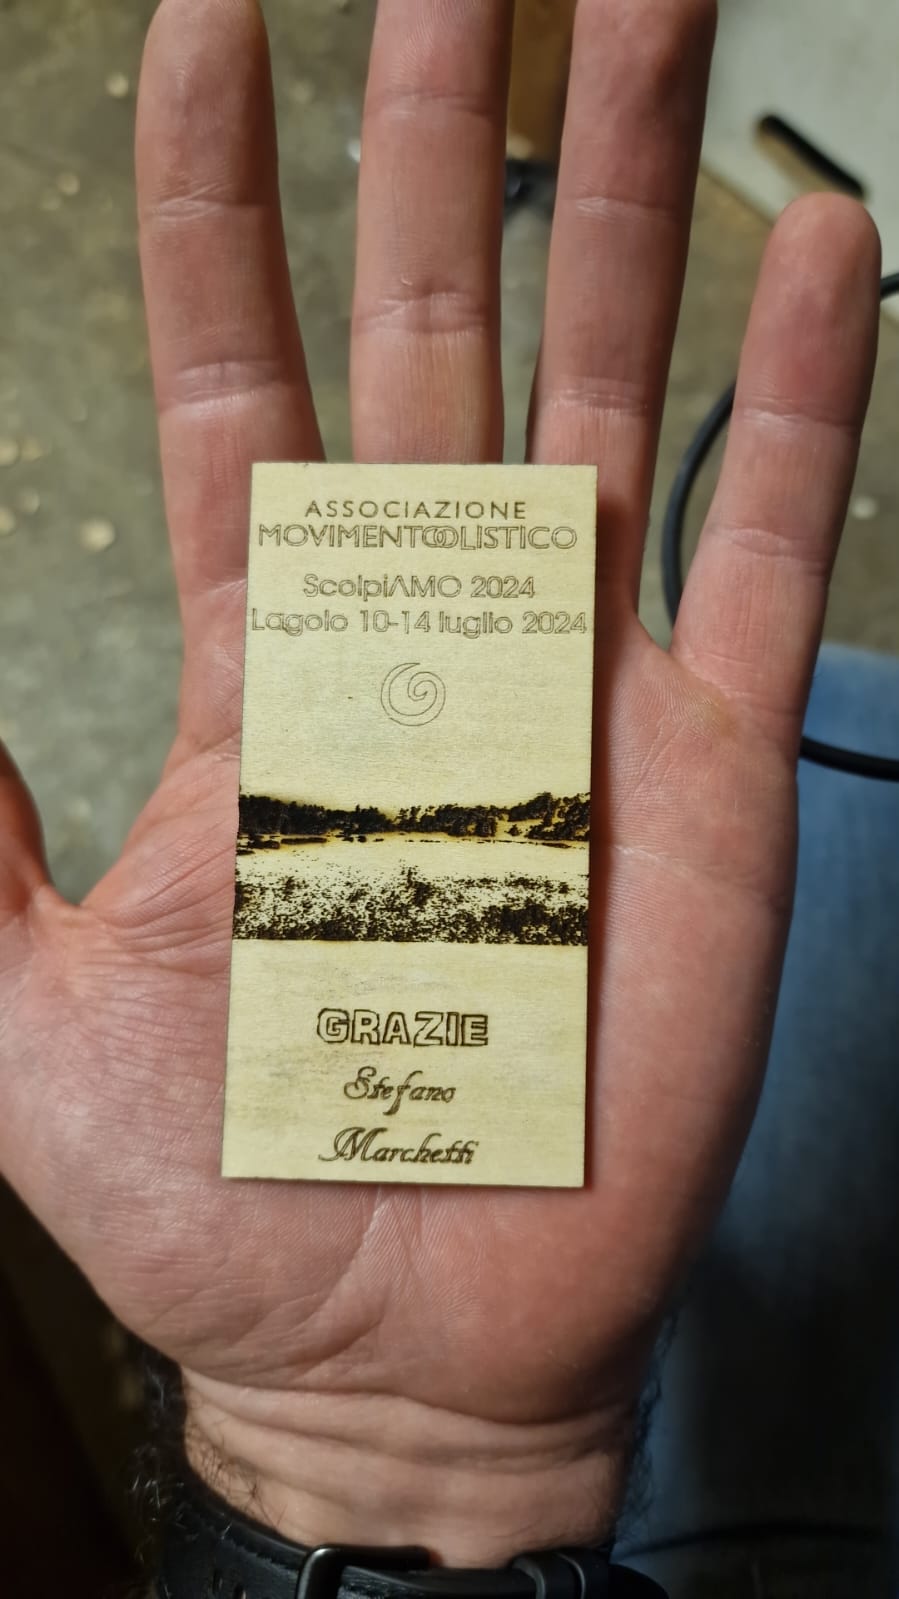 ASSOCIAZIONE
MOVIMENTOOLISTICO
ScolpiAMO 2024
Lagolo 10-14 luglio 2024
GRAZIE
Stefano
Marchetti